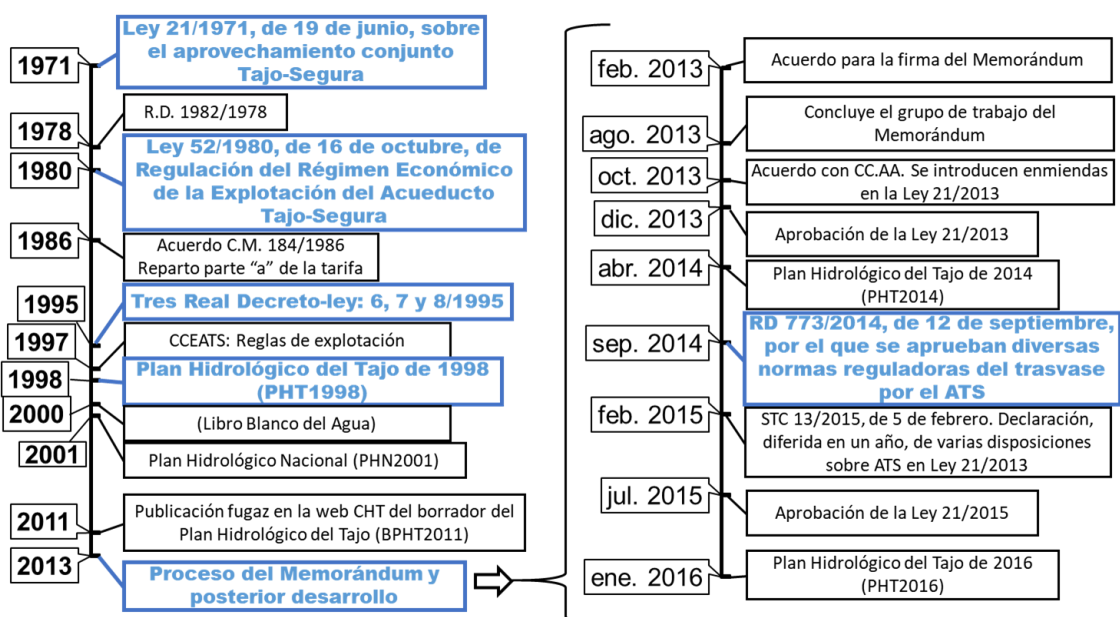 1971
Ley 21/1971, de 19 de junio, sobre
el aprovechamiento conjunto
Tajo-Segura
1978
R.D. 1982/1978
1980
Ley 52/1980, de 16 de octubre, de
Regulación del Régimen Económico
de la Explotación del Acueducto
Tajo-Segura
1986
Acuerdo C.M. 184/1986
Reparto parte “a” de la tarifa
1995
Tres Real Decreto-ley: 6, 7 y 8/1995
1997
CCEATS: Reglas de explotación
1998
Plan Hidrológico del Tajo de 1998
(PHT1998)
2000
(Libro Blanco del Agua)
2001
Plan Hidrológico Nacional (PHN2001)
2011
Publicación fugaz en la web CHT del borrador del
Plan Hidrológico del Tajo (BPHT2011)
2013
Proceso del Memorándum y
posterior desarrollo
feb. 2013
Acuerdo para la firma del Memorándum
ago. 2013
Concluye el grupo de trabajo del
Memorándum
oct. 2013
Acuerdo con CC.AA. Se introducen enmiendas
en la Ley 21/2013
dic. 2013
Aprobación de la Ley 21/2013
abr. 2014
Plan Hidrológico del Tajo de 2014
(PHT2014)
sep. 2014
RD 773/2014, de 12 de septiembre,
por el que se aprueban diversas
normas reguladoras del trasvase
por el ATS
feb. 2015
STC 13/2015, de 5 de febrero. Declaración,
diferida en un año, de varias disposiciones
sobre ATS en Ley 21/2013
jul. 2015
Aprobación de la Ley 21/2015
ene. 2016
Plan Hidrológico del Tajo de 2016
(PHT2016)